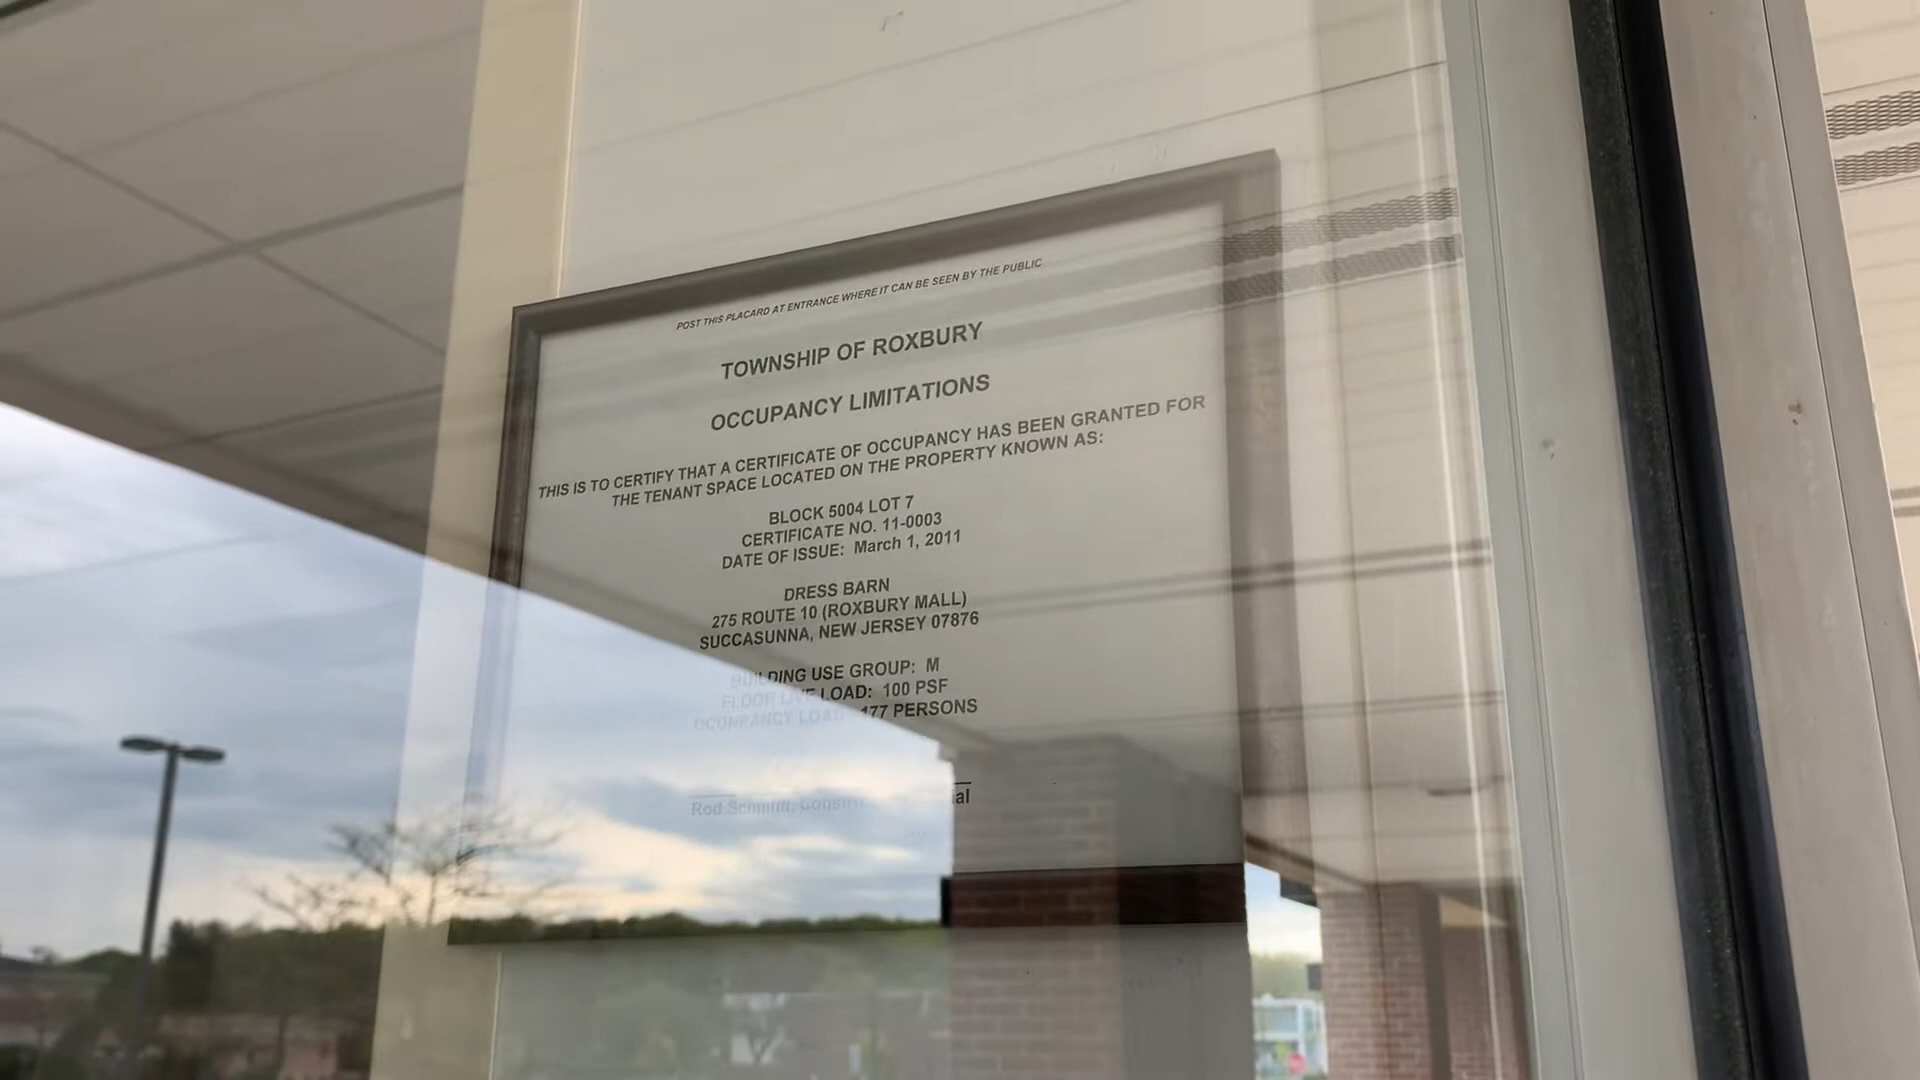 POST THIS PLACARD AT ENTRANCE WHERE IT CAN BE SEEN BY THE PUBLIC
TOWNSHIP OF ROXBURY
OCCUPANCY LIMITATIONS
THIS IS TO CERTIFY THAT A CERTIFICATE OF OCCUPANCY HAS BEEN GRANTED FOR
THE TENANT SPACE LOCATED ON THE PROPERTY KNOWN AS:
BLOCK 5004 LOT 7
CERTIFICATE NO. 11-0003
DATE OF ISSUE: March 1, 2011
DRESS BARN
275 ROUTE 10 (ROXBURY MALL)
SUCCASUNNA, NEW JERSEY 07876
BUILDING USE GROUP: M
FLOOR LIVE LOAD: 100 PSF
LOAD 177 PERSONS
Rod Schmidt,